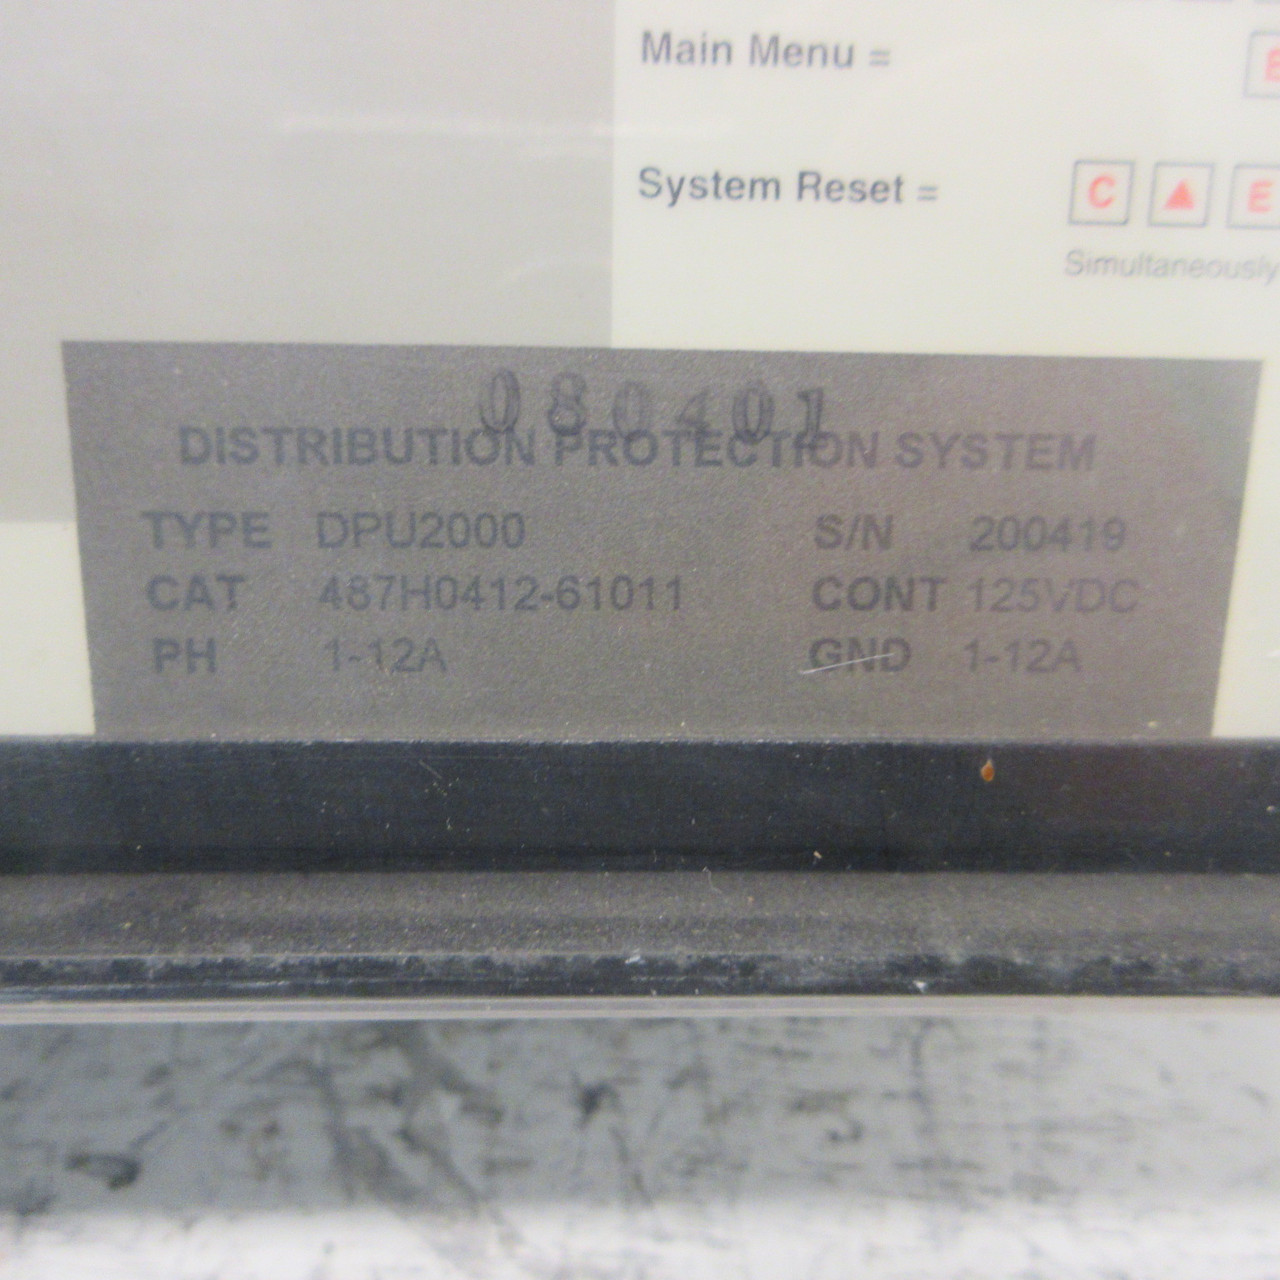 Main Menu =
System Reset = C ▲ E
Simultaneously
080401
DISTRIBUTION PROTECTION SYSTEM
TYPE DPU2000 S/N 200419
CAT 487H0412-61011 CONT 125VDC
PH 1-12A GND 1-12A